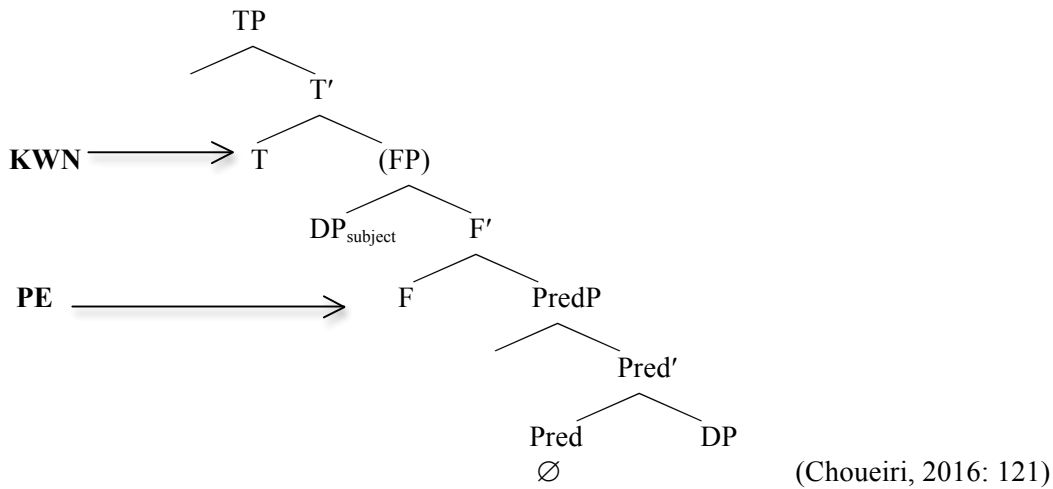 TP
T′
KWN T (FP)
DPsubject F′
PE F PredP
Pred′
Pred DP
∅ (Choueiri, 2016: 121)